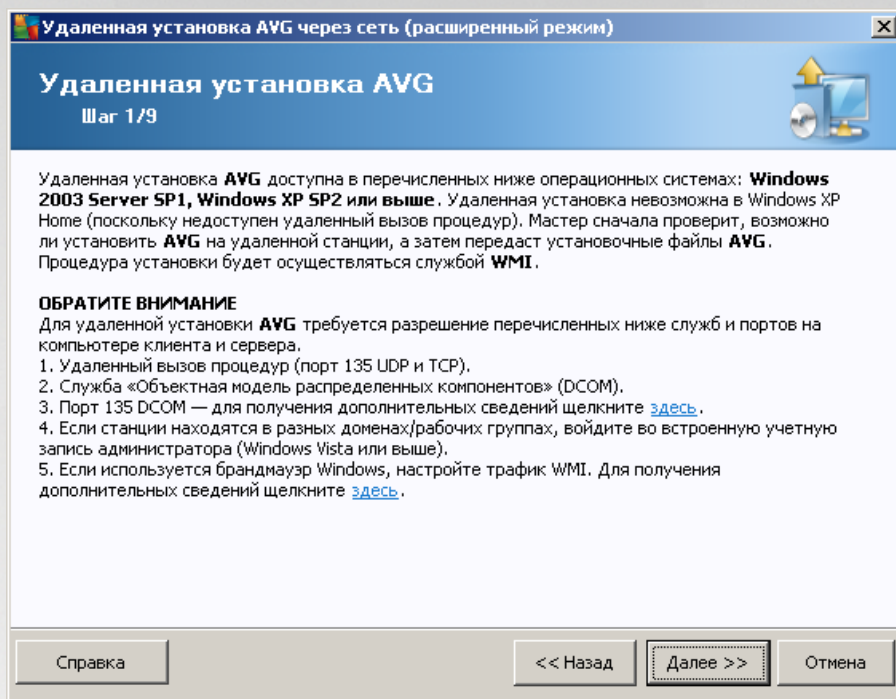 Удаленная установка AVG через сеть (расширенный режим)
Удаленная установка AVG
Шаг 1/9
Удаленная установка AVG доступна в перечисленных ниже операционных системах: Windows
2003 Server SP1, Windows XP SP2 или выше. Удаленная установка невозможна в Windows XP
Home (поскольку недоступен удаленный вызов процедур). Мастер сначала проверит, возможно
ли установить AVG на удаленной станции, а затем передаст установочные файлы AVG.
Процедура установки будет осуществляться службой WMI.
ОБРАТИТЕ ВНИМАНИЕ
Для удаленной установки AVG требуется разрешение перечисленных ниже служб и портов на
компьютере клиента и сервера.
1. Удаленный вызов процедур (порт 135 UDP и TCP).
2. Служба «Объектная модель распределенных компонентов» (DCOM).
3. Порт 135 DCOM — для получения дополнительных сведений щелкните здесь.
4. Если станции находятся в разных доменах/рабочих группах, войдите во встроенную учетную
запись администратора (Windows Vista или выше).
5. Если используется брандмауэр Windows, настройте трафик WMI. Для получения
дополнительных сведений щелкните здесь.
Справка
<< Назад
Далее >>
Отмена